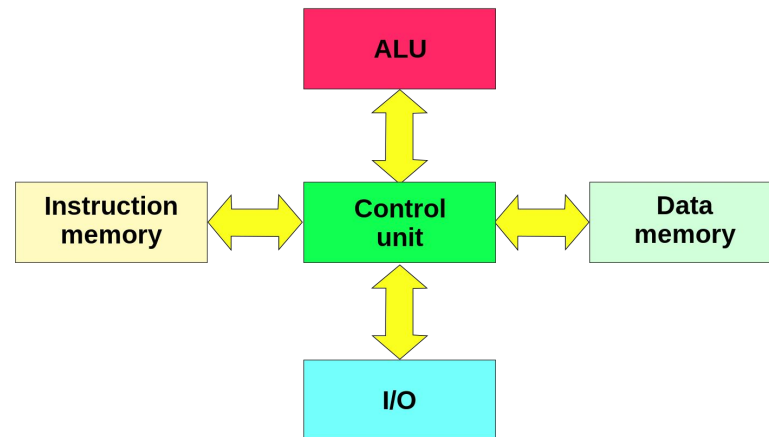 ALU
Instruction
memory
Control
unit
Data
memory
I/O